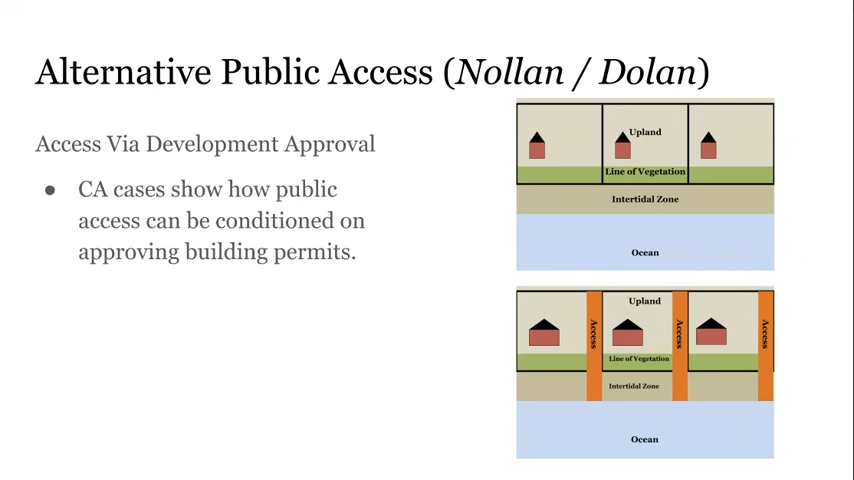 Alternative Public Access (Nollan / Dolan)
Access Via Development Approval
● CA cases show how public
access can be conditioned on
approving building permits.
Upland
Line of Vegetation
Intertidal Zone
Ocean
Upland
Access
Access
Access
Line of Vegetation
Intertidal Zone
Ocean